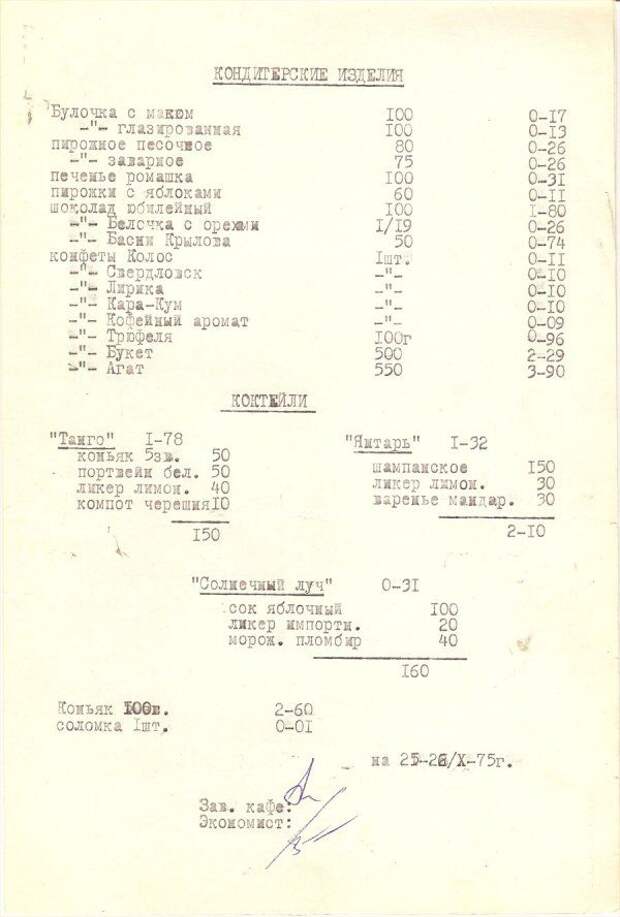 КОНДИТЕРСКИЕ ИЗДЕЛИЯ
Булочка с маком 100 0-17
-"- глазированная 100 0-13
пирожное песочное 80 0-26
-"- заварное 75 0-26
печенье ромашка 100 0-31
пирожки с яблоками 60 0-11
шоколад юбилейный 100 1-80
-"- Белочка с орехами 1/19 0-26
-"- Басни Крылова 50 0-74
конфеты Колос 1шт. 0-11
-"- Свердловск -"- 0-10
-"- Лирика -"- 0-10
-"- Кара-Кум -"- 0-10
-"- Кофейный аромат -"- 0-09
-"- Трюфеля 100г 0-96
-"- Букет 500 2-29
-"- Агат 550 3-90
КОКТЕЙЛИ
"Танго" 1-78
коньяк 5зв. 50
портвейн бел. 50
ликер лимон. 40
компот черешня10
150
"Янтарь" 1-32
шампанское 150
ликер лимон. 30
варенье мандар. 30
2-10
"Солнечный луч" 0-31
сок яблочный 100
ликер импортн. 20
морож. пломбир 40
160
Коньяк 100г. 2-60
соломка 1шт. 0-01
на 25-26/X-75г.
Зав. кафе:
Экономист: